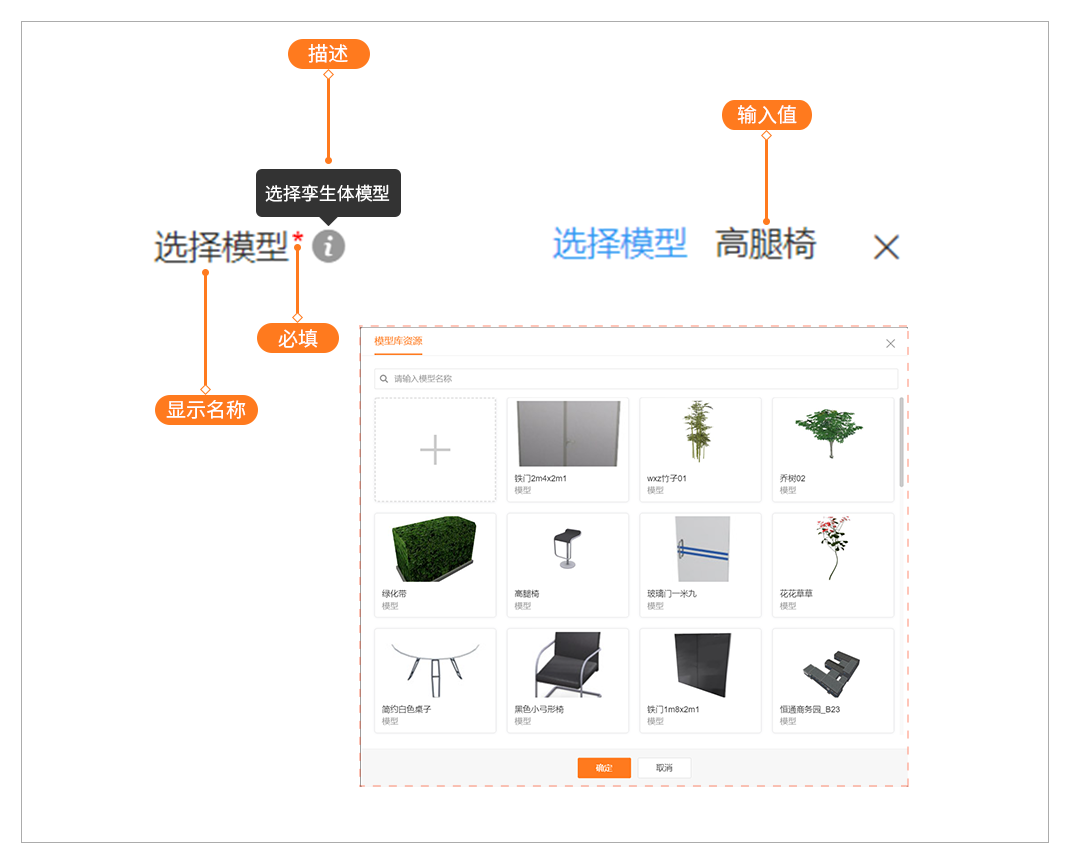 描述
输入值
选择孪生体模型
选择模型* i
选择模型 高腿椅
必填
显示名称
模型库资源
请输入模型名称
铁门2m4x2m1
模型
wxz竹子01
模型
乔树02
模型
绿化带
模型
高腿椅
模型
玻璃门一米九
模型
花花草草
模型
简约白色桌子
模型
黑色小弓形椅
模型
铁门1m8x2m1
模型
恒通商务园_B23
模型
确定
取消